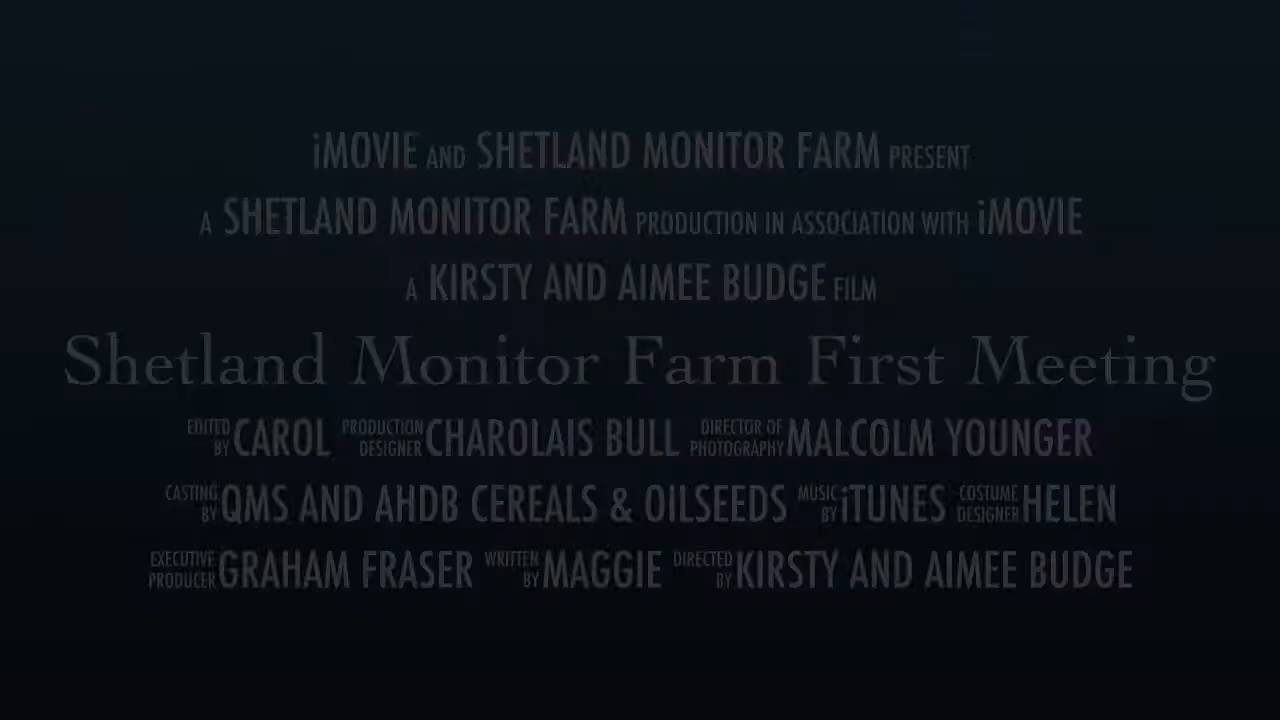 iMOVIE AND SHETLAND MONITOR FARM PRESENT
A SHETLAND MONITOR FARM PRODUCTION IN ASSOCIATION WITH iMOVIE
A KIRSTY AND AIMEE BUDGE FILM
Shetland Monitor Farm First Meeting
EDITED BY CAROL PRODUCTION DESIGNER CHAROLAIS BULL DIRECTOR OF PHOTOGRAPHY MALCOLM YOUNGER
CASTING BY QMS AND AHDB CEREALS & OILSEEDS MUSIC BY iTUNES COSTUME DESIGNER HELEN
EXECUTIVE PRODUCER GRAHAM FRASER WRITTEN BY MAGGIE DIRECTED BY KIRSTY AND AIMEE BUDGE